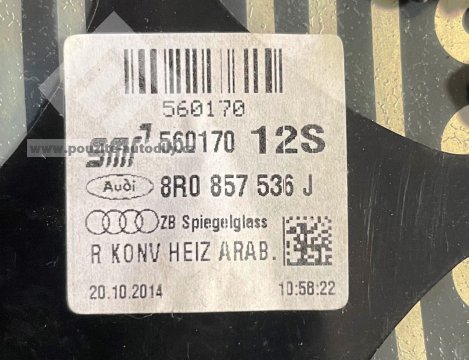 560170
SMR 560170 12S
www.pouzite-autodily.cz
Audi 8R0 857 536 J
ZB Spiegelglass
R KONV HEIZ ARAB.
20.10.2014 10:58:22